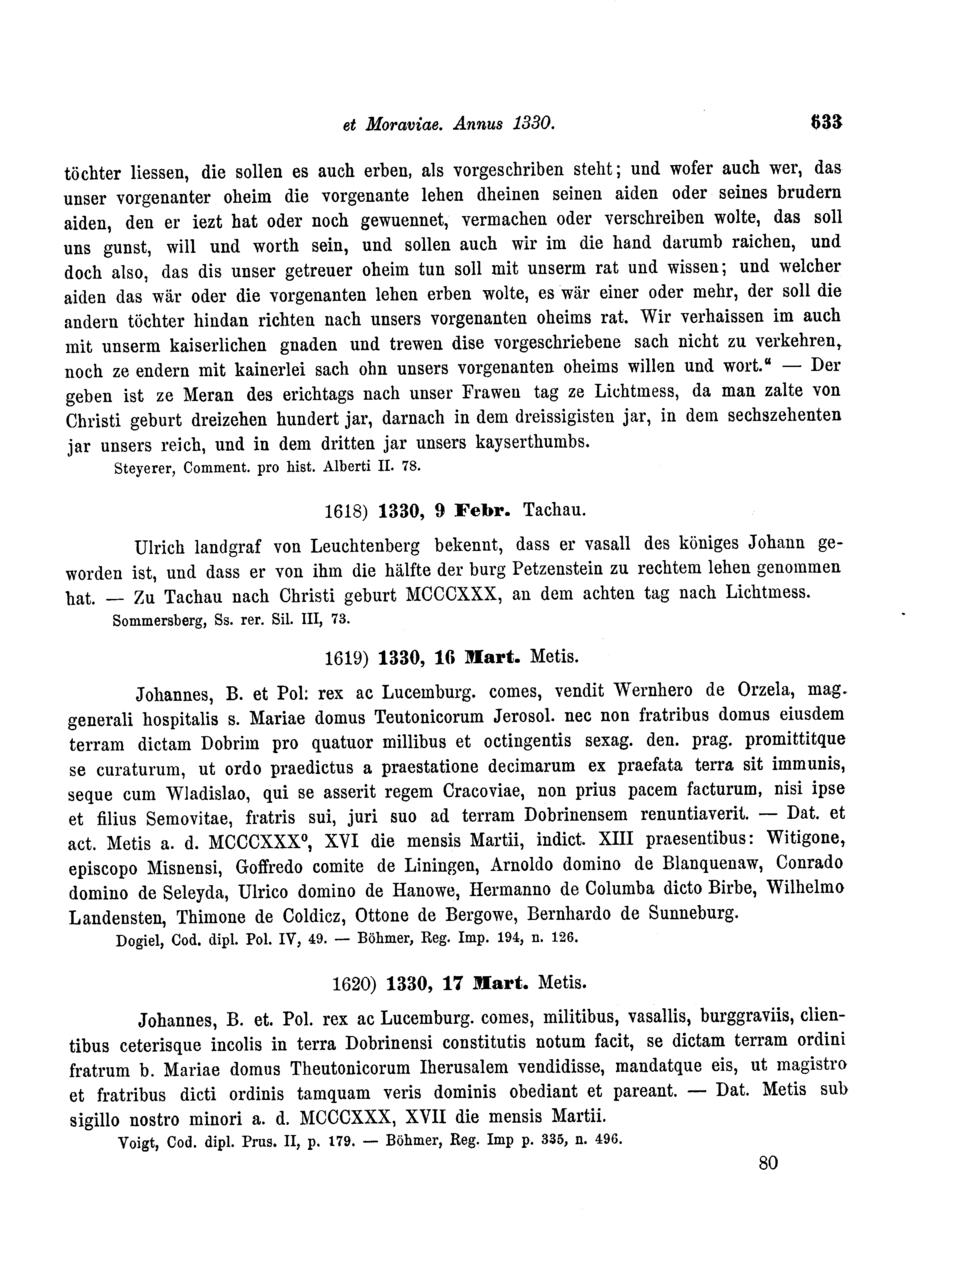 et Moraviae. Annus 1330. 633
töchter liessen, die sollen es auch erben, als vorgeschriben steht; und wofer auch wer, das
unser vorgenanter oheim die vorgenante lehen dheinen seinen aiden oder seines brudern
aiden, den er iezt hat oder noch gewuennet, vermachen oder verschreiben wolte, das soll
uns gunst, will und worth sein, und sollen auch wir im die hand darumb raichen, und
doch also, das dis unser getreuer oheim tun soll mit unserm rat und wissen; und welcher
aiden das wär oder die vorgenanten lehen erben wolte, es wär einer oder mehr, der soll die
andern töchter hindan richten nach unsers vorgenanten oheims rat. Wir verhaissen im auch
mit unserm kaiserlichen gnaden und trewen dise vorgeschriebene sach nicht zu verkehren,
noch ze endern mit kainerlei sach ohn unsers vorgenanten oheims willen und wort.“ — Der
geben ist ze Meran des erichtags nach unser Frawen tag ze Lichtmess, da man zalte von
Christi geburt dreizehen hundert jar, darnach in dem dreissigisten jar, in dem sechszehenten
jar unsers reich, und in dem dritten jar unsers kayserthumbs.
Steyerer, Comment. pro hist. Alberti II. 78.
1618) 1330, 9 Febr. Tachau.
Ulrich landgraf von Leuchtenberg bekennt, dass er vasall des königes Johann ge-
worden ist, und dass er von ihm die hälfte der burg Petzenstein zu rechtem lehen genommen
hat. — Zu Tachau nach Christi geburt MCCCXXX, an dem achten tag nach Lichtmess.
Sommersberg, Ss. rer. Sil. III, 73.
1619) 1330, 16 Mart. Metis.
Johannes, B. et Pol: rex ac Lucemburg. comes, vendit Wernhero de Orzela, mag.
generali hospitalis s. Mariae domus Teutonicorum Jerosol. nec non fratribus domus eiusdem
terram dictam Dobrim pro quatuor millibus et octingentis sexag. den. prag. promittitque
se curaturum, ut ordo praedictus a praestatione decimarum ex praefata terra sit immunis,
seque cum Wladislao, qui se asserit regem Cracoviae, non prius pacem facturum, nisi ipse
et filius Semovitae, fratris sui, juri suo ad terram Dobrinensem renuntiaverit. — Dat. et
act. Metis a. d. MCCCXXX⁰, XVI die mensis Martii, indict. XIII praesentibus: Witigone,
episcopo Misnensi, Goffredo comite de Liningen, Arnoldo domino de Blanquenaw, Conrado
domino de Seleyda, Ulrico domino de Hanowe, Hermanno de Columba dicto Birbe, Wilhelmo
Landensten, Thimone de Coldicz, Ottone de Bergowe, Bernhardo de Sunneburg.
Dogiel, Cod. dipl. Pol. IV, 49. — Böhmer, Reg. Imp. 194, n. 126.
1620) 1330, 17 Mart. Metis.
Johannes, B. et. Pol. rex ac Lucemburg. comes, militibus, vasallis, burggraviis, clien-
tibus ceterisque incolis in terra Dobrinensi constitutis notum facit, se dictam terram ordini
fratrum b. Mariae domus Theutonicorum Iherusalem vendidisse, mandatque eis, ut magistro
et fratribus dicti ordinis tamquam veris dominis obediant et pareant. — Dat. Metis sub
sigillo nostro minori a. d. MCCCXXX, XVII die mensis Martii.
Voigt, Cod. dipl. Prus. II, p. 179. — Böhmer, Reg. Imp p. 335, n. 496.
80